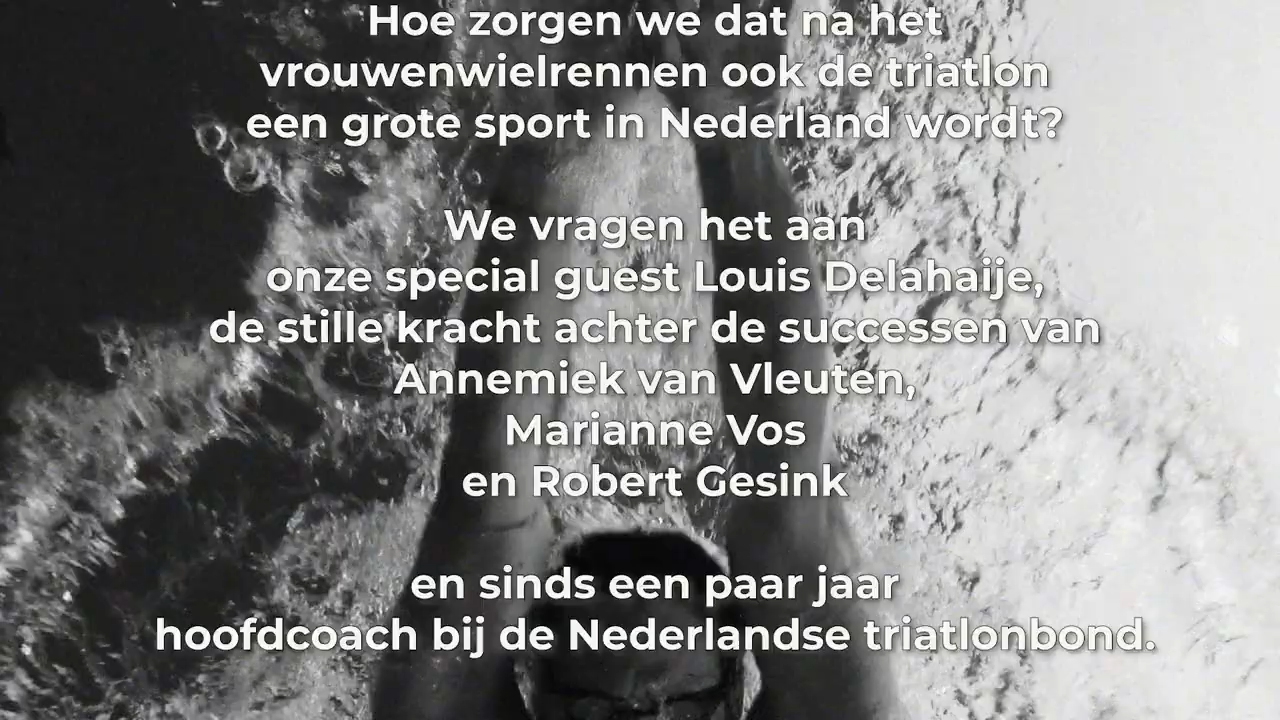 Hoe zorgen we dat na het
vrouwenwielrennen ook de triatlon
een grote sport in Nederland wordt?
We vragen het aan
onze special guest Louis Delahaije,
de stille kracht achter de successen van
Annemiek van Vleuten,
Marianne Vos
en Robert Gesink
en sinds een paar jaar
hoofdcoach bij de Nederlandse triatlonbond.